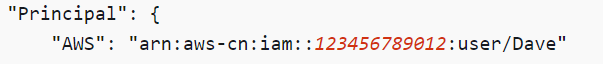 "Principal": {
"AWS": "arn:aws-cn:iam::123456789012:user/Dave"